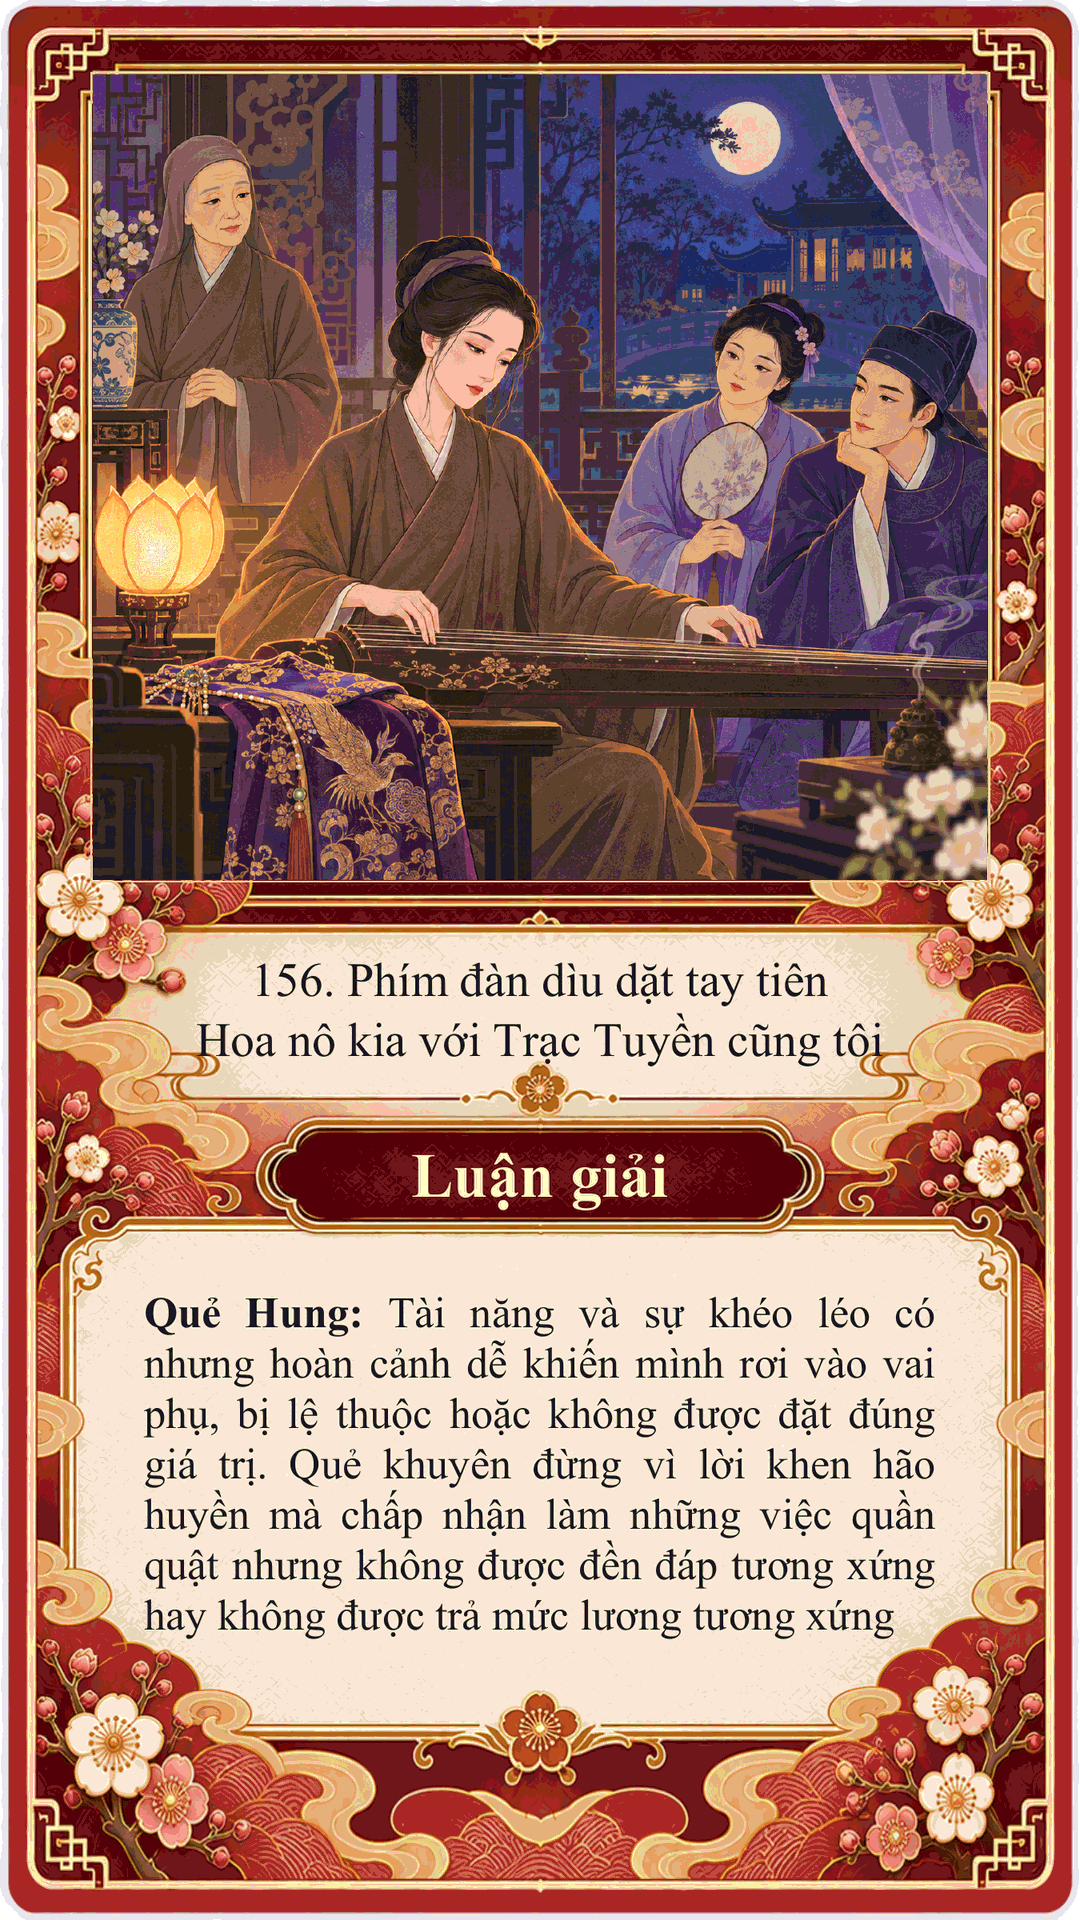 156. Phím đàn dìu dặt tay tiên
Hoa nô kia với Trạc Tuyền cũng tôi
Luận giải
Quẻ Hung: Tài năng và sự khéo léo có
nhưng hoàn cảnh dễ khiến mình rơi vào vai
phụ, bị lệ thuộc hoặc không được đặt đúng
giá trị. Quẻ khuyên đừng vì lời khen hão
huyền mà chấp nhận làm những việc quần
quật nhưng không được đền đáp tương xứng
hay không được trả mức lương tương xứng